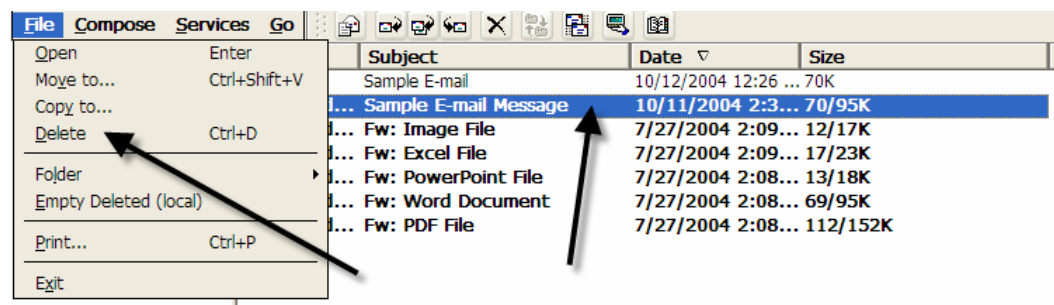 File Compose Services Go
Subject Date Size
Open Enter
Move to... Ctrl+Shift+V
Copy to...
Delete Ctrl+D
Folder
Empty Deleted (local)
Print... Ctrl+P
Exit
Sample E-mail 10/12/2004 12:26 ... 70K
... Sample E-mail Message 10/11/2004 2:3... 70/95K
... Fw: Image File 7/27/2004 2:09... 12/17K
... Fw: Excel File 7/27/2004 2:09... 17/23K
... Fw: PowerPoint File 7/27/2004 2:08... 13/18K
... Fw: Word Document 7/27/2004 2:08... 69/95K
... Fw: PDF File 7/27/2004 2:08... 112/152K